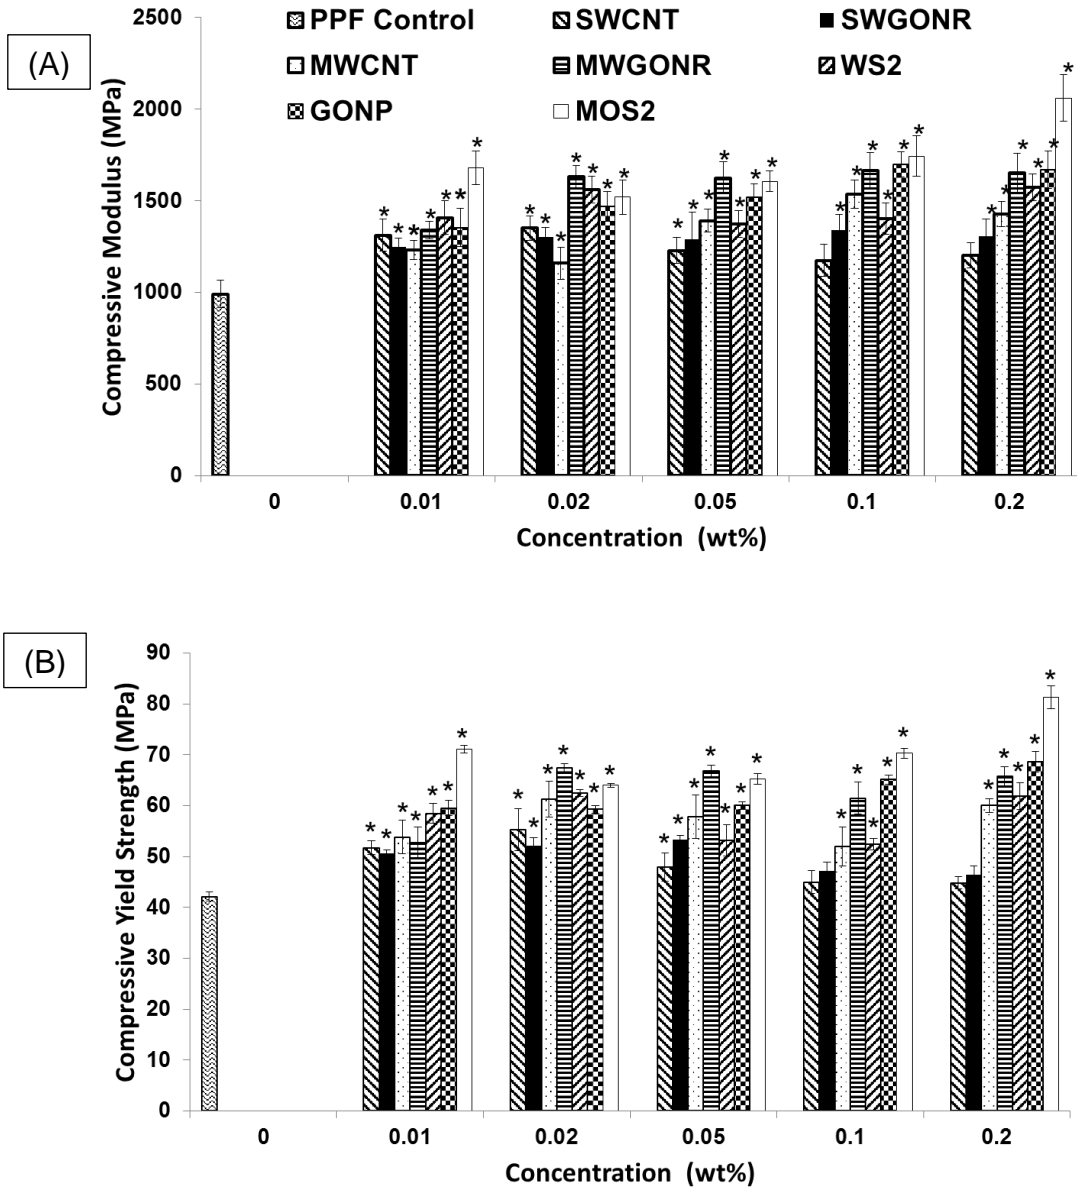 (A)
PPF Control SWCNT SWGONR
MWCNT MWGONR WS2
GONP MOS2
Compressive Modulus (MPa)
2500
2000
1500
1000
500
0
* * * * * * *
* * * * * * *
* * * * * * *
* * * * * *
* * * * * *
0 0.01 0.02 0.05 0.1 0.2
Concentration (wt%)
(B)
Compressive Yield Strength (MPa)
90
80
70
60
50
40
30
20
10
0
* * * * * * *
* * * * * * *
* * * * * * *
* * * * *
* * * * *
0 0.01 0.02 0.05 0.1 0.2
Concentration (wt%)